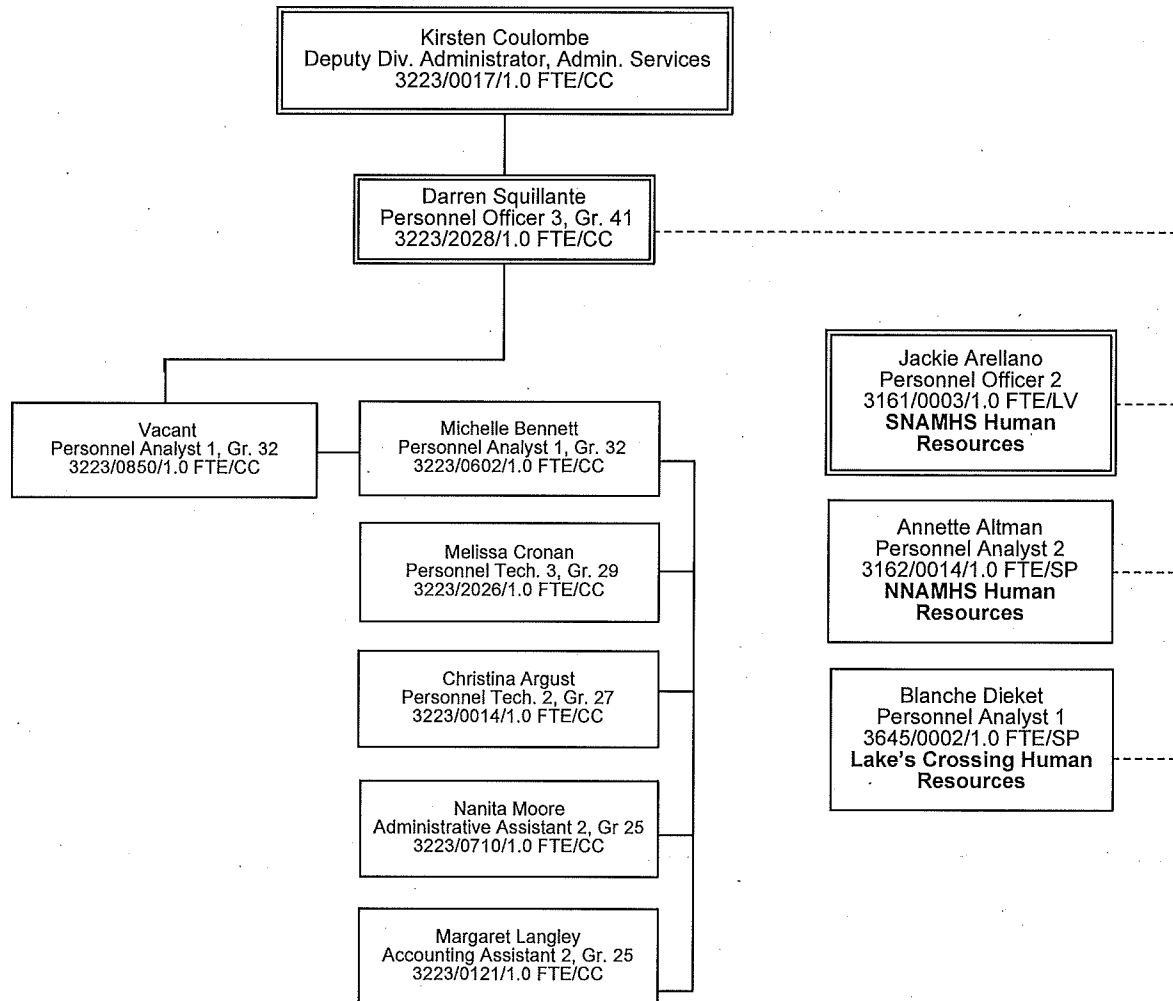 Kirsten Coulombe
Deputy Div. Administrator, Admin. Services
3223/0017/1.0 FTE/CC
Darren Squillante
Personnel Officer 3, Gr. 41
3223/2028/1.0 FTE/CC
Vacant
Personnel Analyst 1, Gr. 32
3223/0850/1.0 FTE/CC
Michelle Bennett
Personnel Analyst 1, Gr. 32
3223/0602/1.0 FTE/CC
Melissa Cronan
Personnel Tech. 3, Gr. 29
3223/2026/1.0 FTE/CC
Christina Argust
Personnel Tech. 2, Gr. 27
3223/0014/1.0 FTE/CC
Nanita Moore
Administrative Assistant 2, Gr 25
3223/0710/1.0 FTE/CC
Margaret Langley
Accounting Assistant 2, Gr. 25
3223/0121/1.0 FTE/CC
Jackie Arellano
Personnel Officer 2
3161/0003/1.0 FTE/LV
SNAMHS Human
Resources
Annette Altman
Personnel Analyst 2
3162/0014/1.0 FTE/SP
NNAMHS Human
Resources
Blanche Dieket
Personnel Analyst 1
3645/0002/1.0 FTE/SP
Lake's Crossing Human
Resources